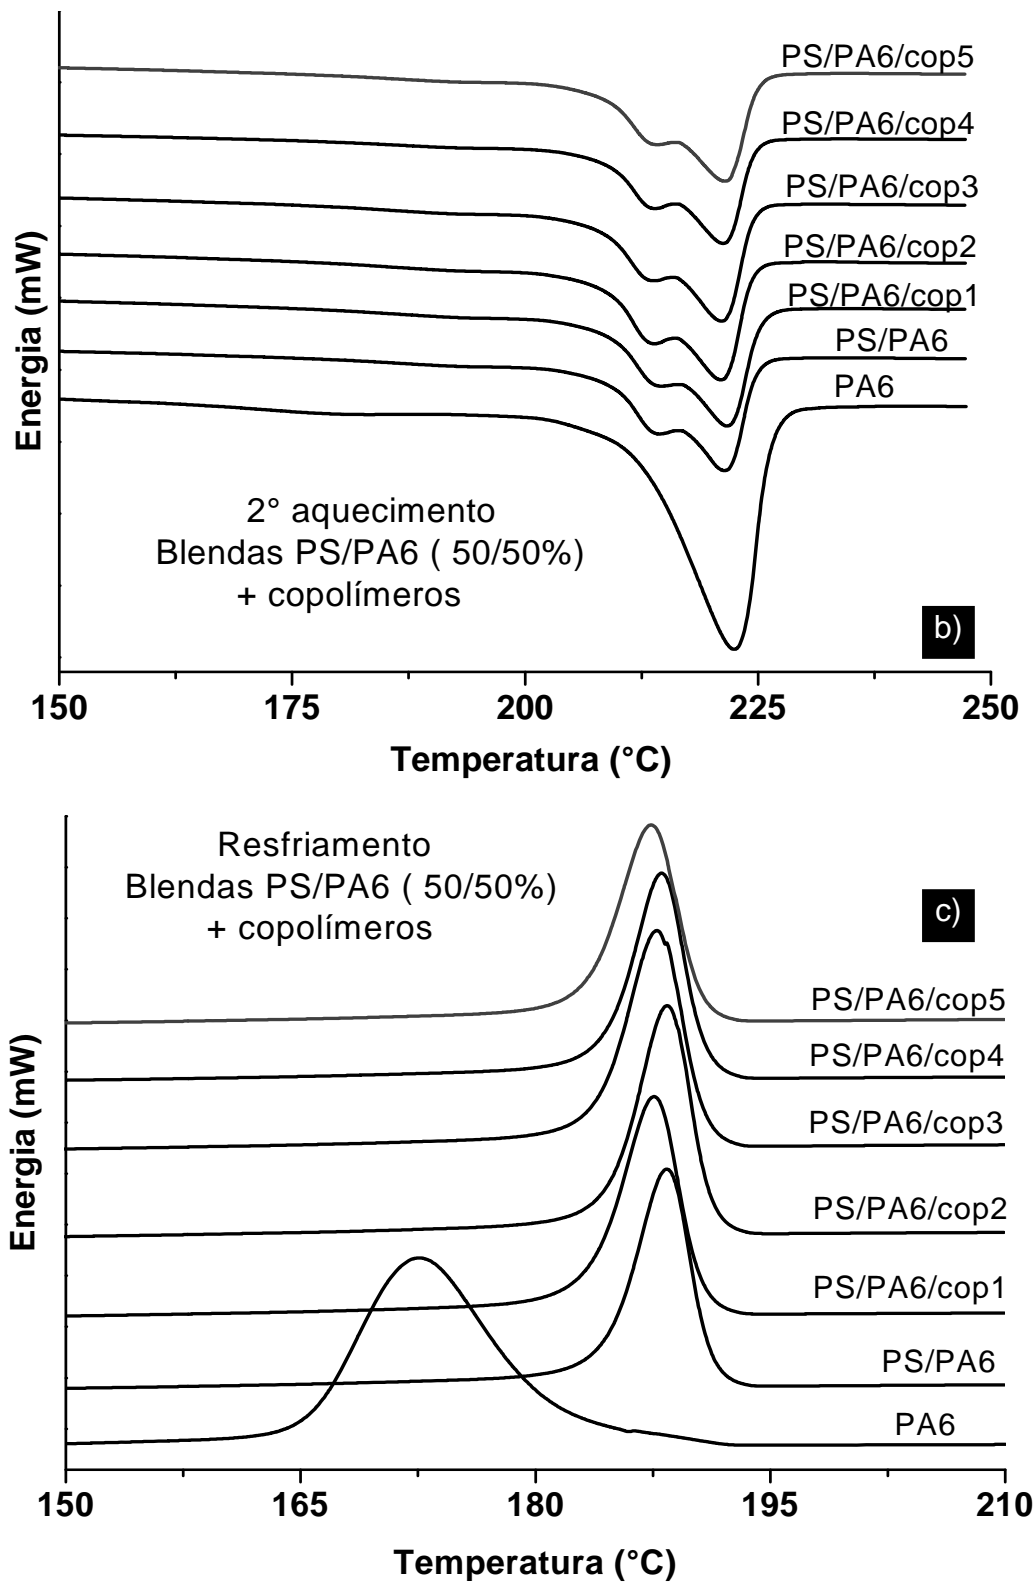 PS/PA6/cop5
PS/PA6/cop4
PS/PA6/cop3
PS/PA6/cop2
PS/PA6/cop1
PS/PA6
PA6
Energia (mW)
2° aquecimento
Blendas PS/PA6 ( 50/50%)
+ copolímeros
b)
150 175 200 225 250
Temperatura (°C)
Resfriamento
Blendas PS/PA6 ( 50/50%)
+ copolímeros
c)
PS/PA6/cop5
PS/PA6/cop4
PS/PA6/cop3
PS/PA6/cop2
PS/PA6/cop1
PS/PA6
PA6
Energia (mW)
150 165 180 195 210
Temperatura (°C)